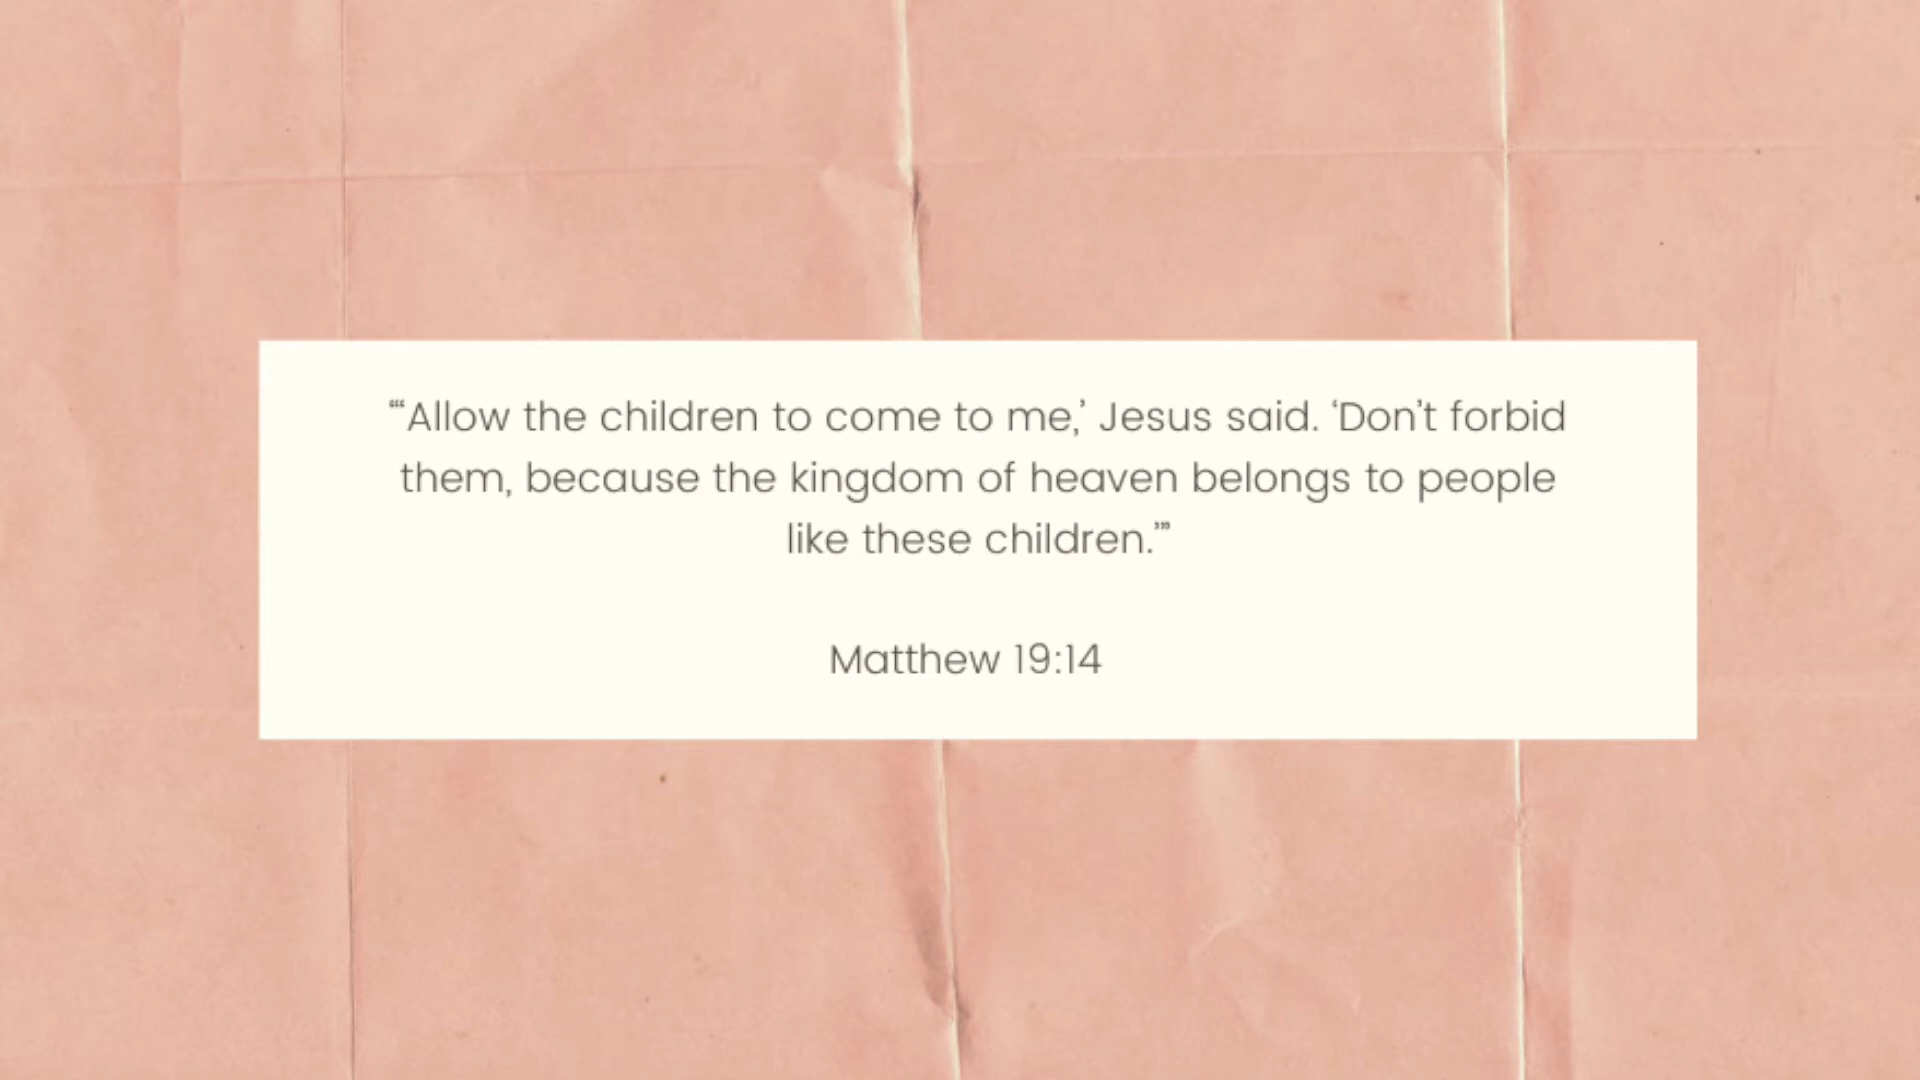 “‘Allow the children to come to me,’ Jesus said. ‘Don’t forbid
them, because the kingdom of heaven belongs to people
like these children.’”
Matthew 19:14